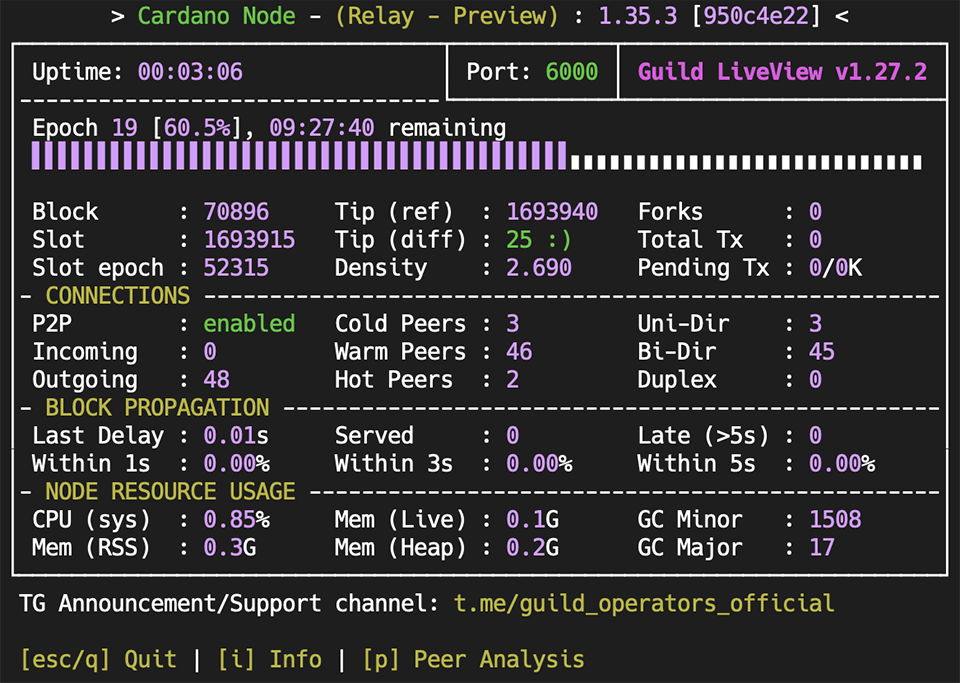 > Cardano Node - (Relay - Preview) : 1.35.3 [950c4e22] <
Uptime: 00:03:06 Port: 6000 Guild LiveView v1.27.2
Epoch 19 [60.5%], 09:27:40 remaining
Block : 70896 Tip (ref) : 1693940 Forks : 0
Slot : 1693915 Tip (diff) : 25 :) Total Tx : 0
Slot epoch : 52315 Density : 2.690 Pending Tx : 0/0K
- CONNECTIONS
P2P : enabled Cold Peers : 3 Uni-Dir : 3
Incoming : 0 Warm Peers : 46 Bi-Dir : 45
Outgoing : 48 Hot Peers : 2 Duplex : 0
- BLOCK PROPAGATION
Last Delay : 0.01s Served : 0 Late (>5s) : 0
Within 1s : 0.00% Within 3s : 0.00% Within 5s : 0.00%
- NODE RESOURCE USAGE
CPU (sys) : 0.85% Mem (Live) : 0.1G GC Minor : 1508
Mem (RSS) : 0.3G Mem (Heap) : 0.2G GC Major : 17
TG Announcement/Support channel: t.me/guild_operators_official
[esc/q] Quit | [i] Info | [p] Peer Analysis